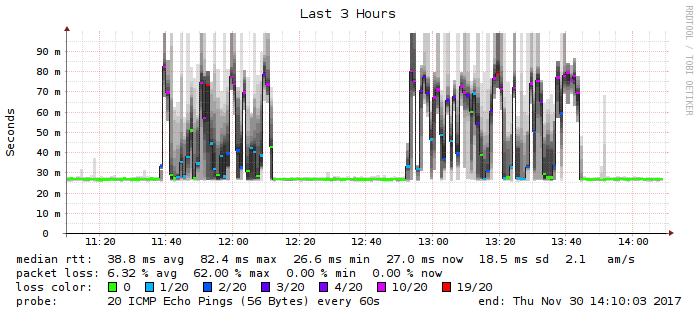 Last 3 Hours
RRDTOOL / TOBI OETIKER
Seconds
90 m
80 m
70 m
60 m
50 m
40 m
30 m
20 m
10 m
0
11:20 11:40 12:00 12:20 12:40 13:00 13:20 13:40 14:00
median rtt: 38.8 ms avg 82.4 ms max 26.6 ms min 27.0 ms now 18.5 ms sd 2.1 am/s
packet loss: 6.32 % avg 62.00 % max 0.00 % min 0.00 % now
loss color: 0 1/20 2/20 3/20 4/20 10/20 19/20
probe: 20 ICMP Echo Pings (56 Bytes) every 60s end: Thu Nov 30 14:10:03 2017